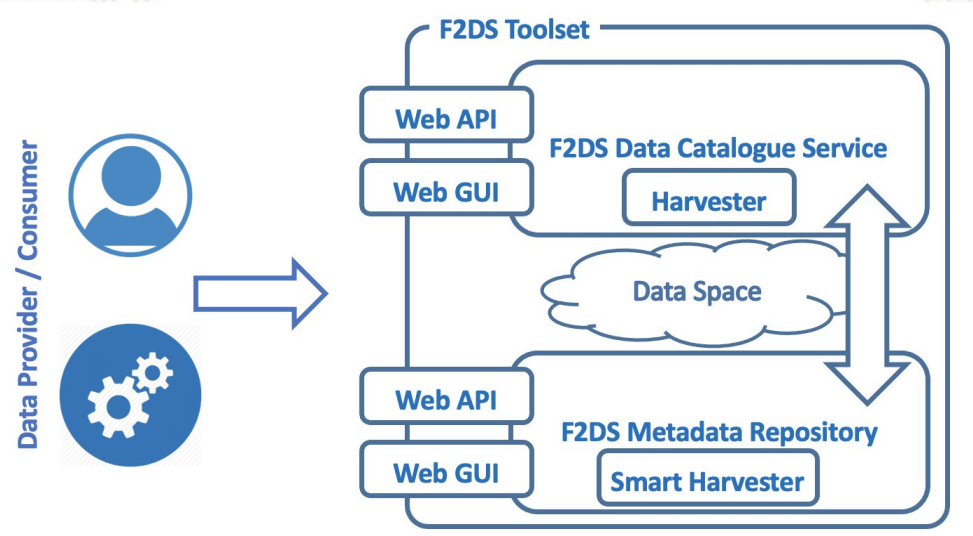 Data Provider / Consumer
F2DS Toolset
Web API
Web GUI
F2DS Data Catalogue Service
Harvester
Data Space
Web API
Web GUI
F2DS Metadata Repository
Smart Harvester